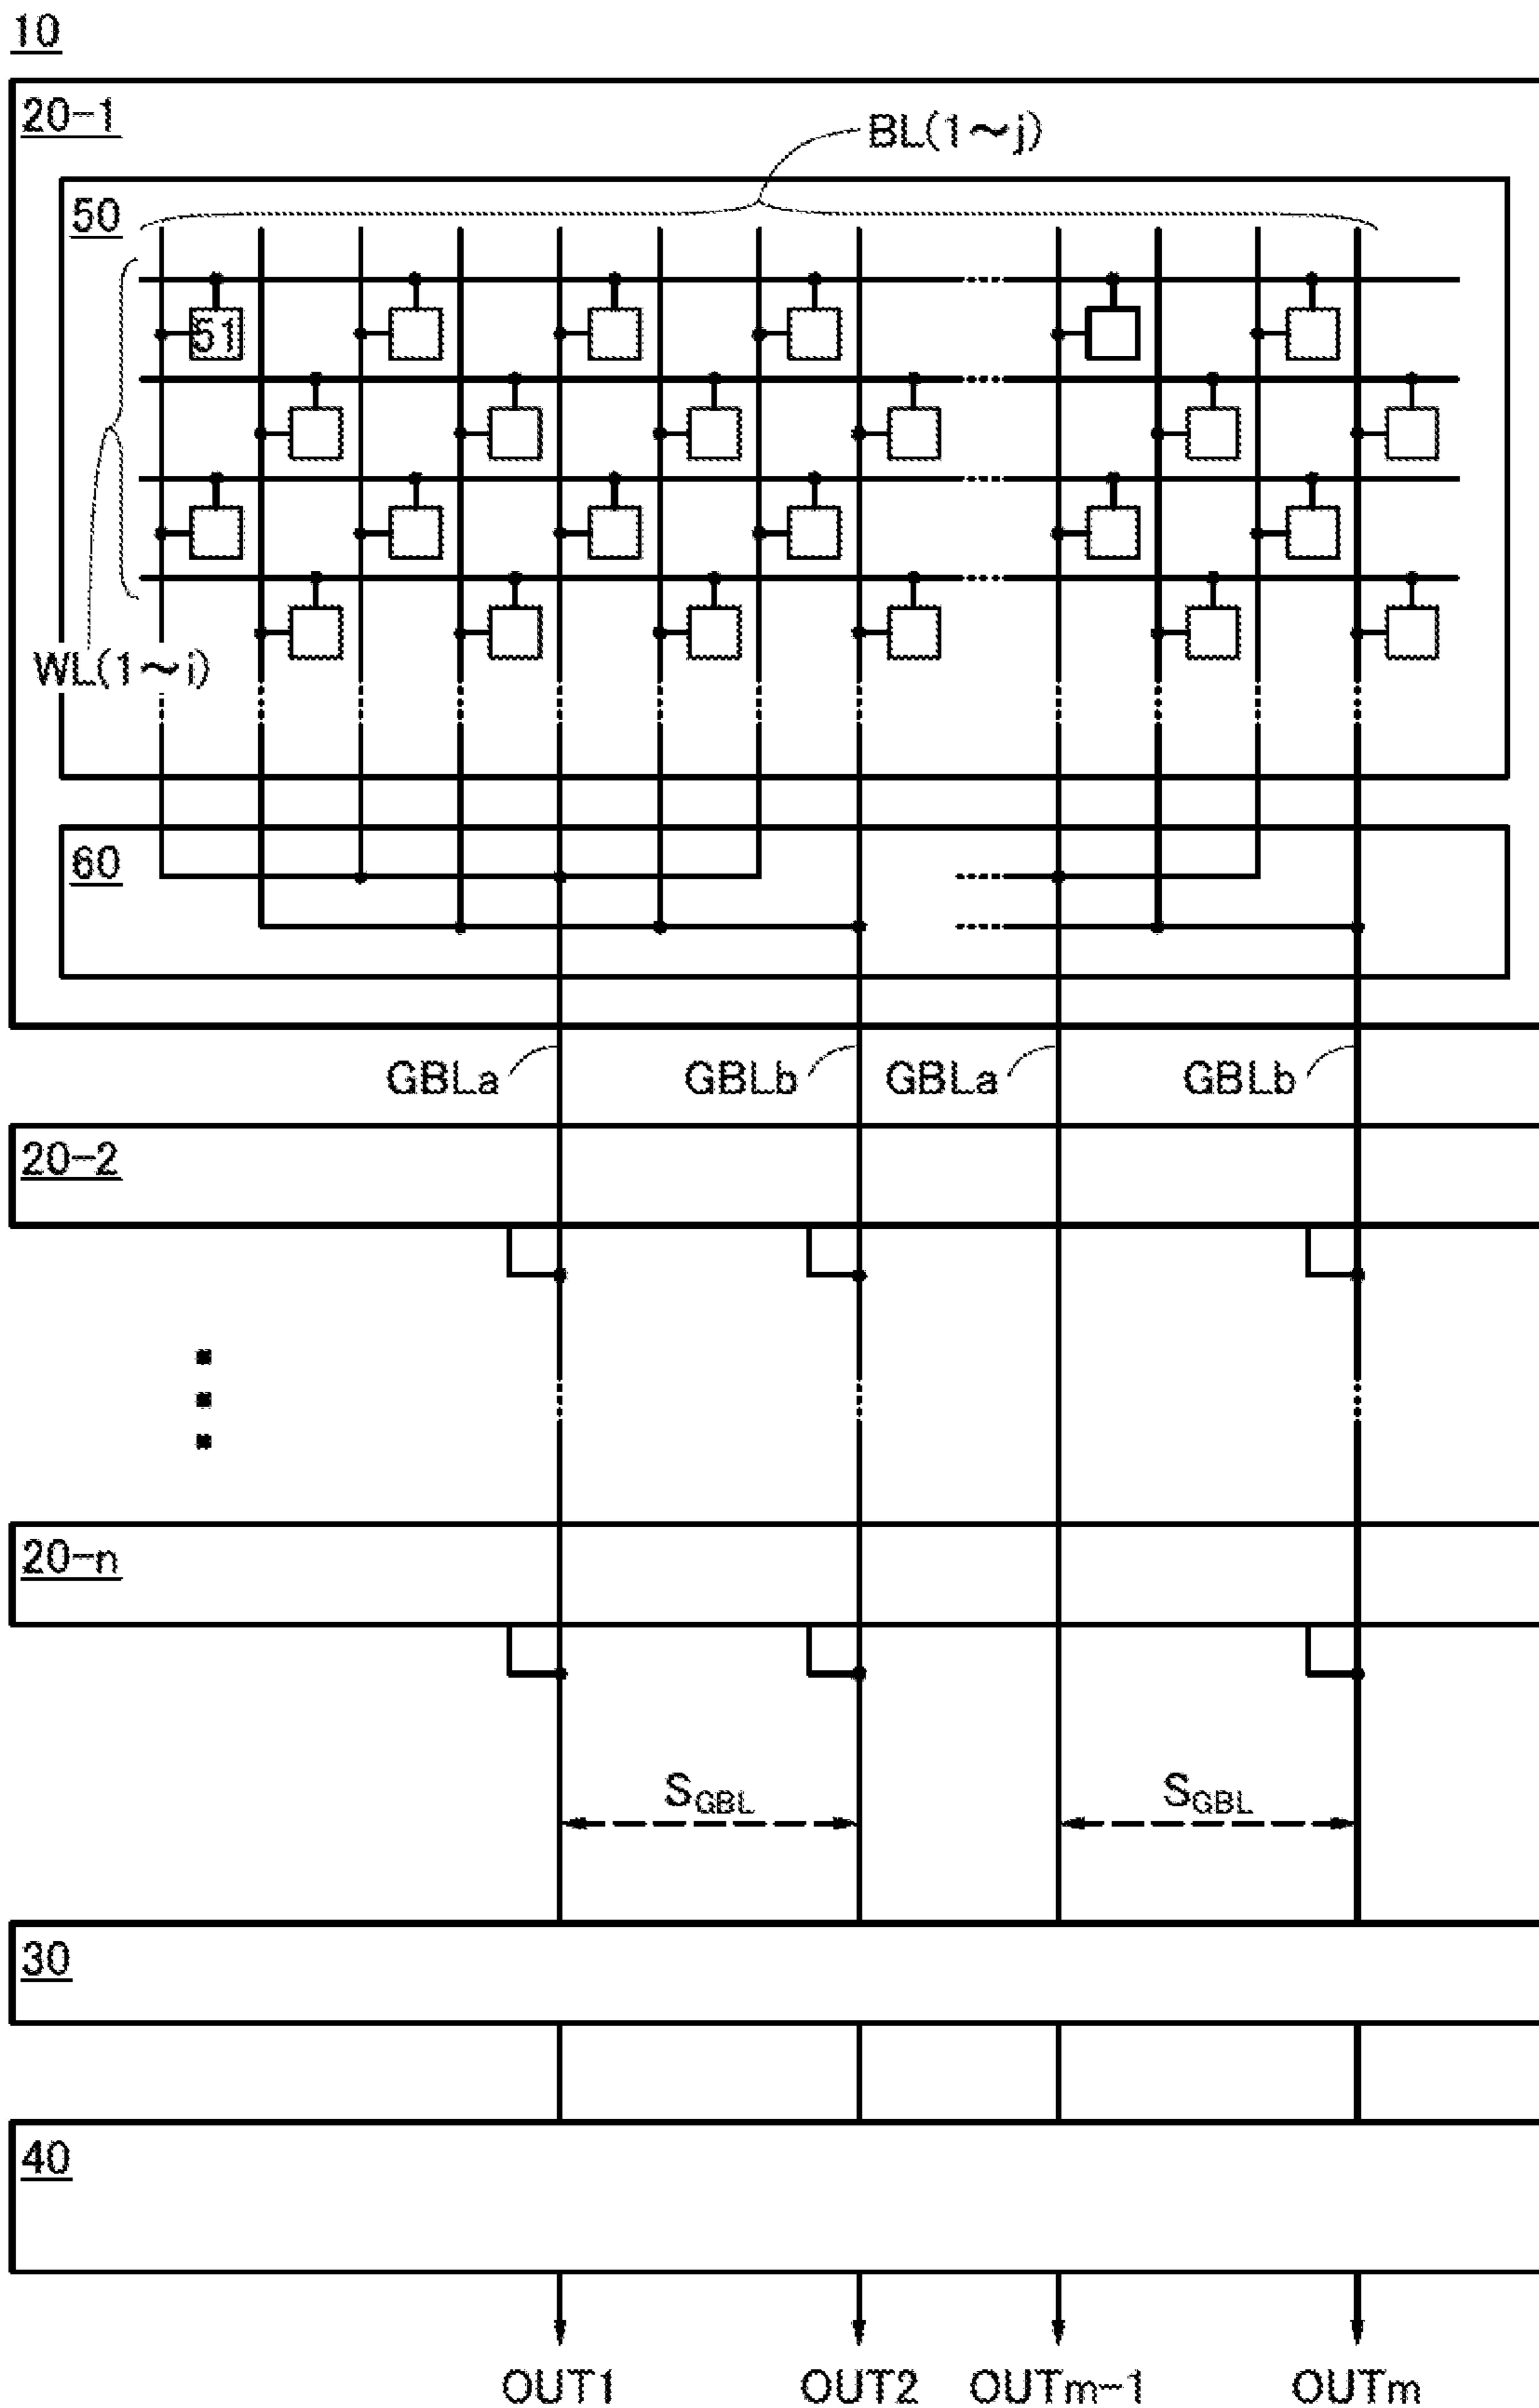 10
20-1
BL(1～j)
50
51
WL(1～i)
60
GBLa
GBLb
GBLa
GBLb
20-2
20-n
SGBL
SGBL
30
40
OUT1
OUT2
OUTm-1
OUTm